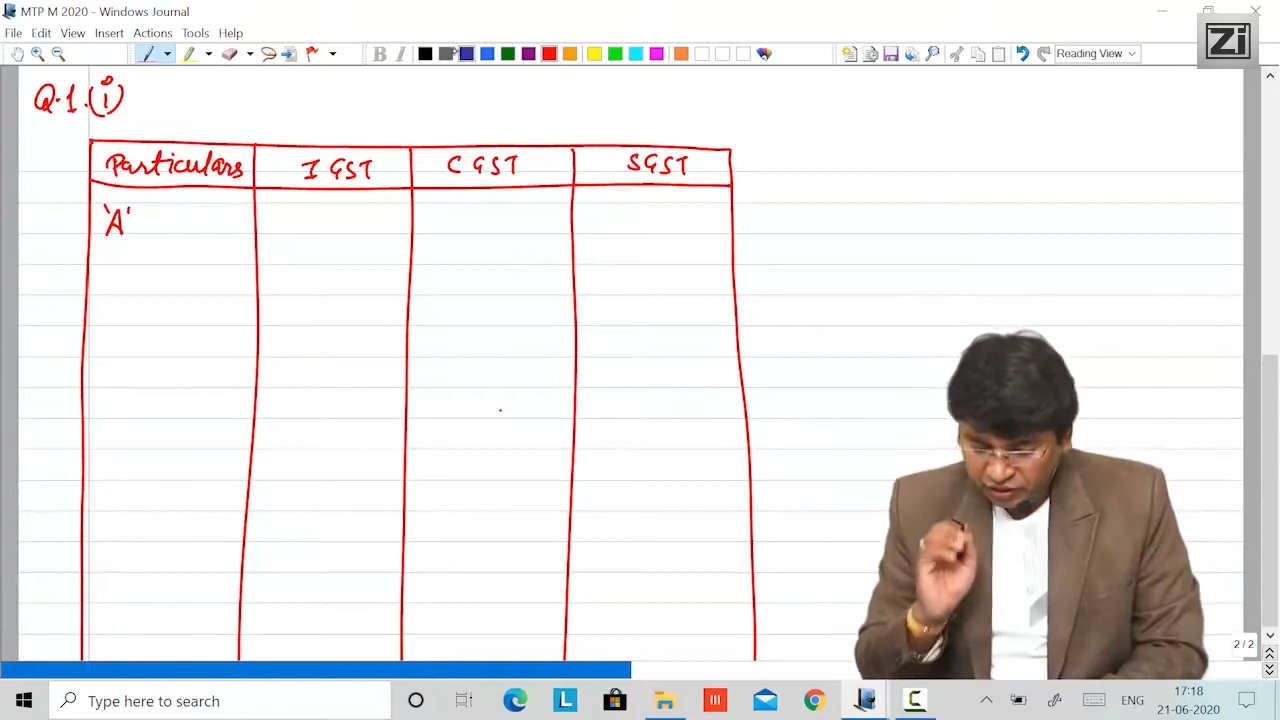 MTP M 2020 - Windows Journal
Zi
File Edit View Insert Actions Tools Help
B I Reading View
Q.1.(i)
Particulars IGST CGST SGST
'A'
2 / 2
Type here to search
L
ENG
17:18
21-06-2020